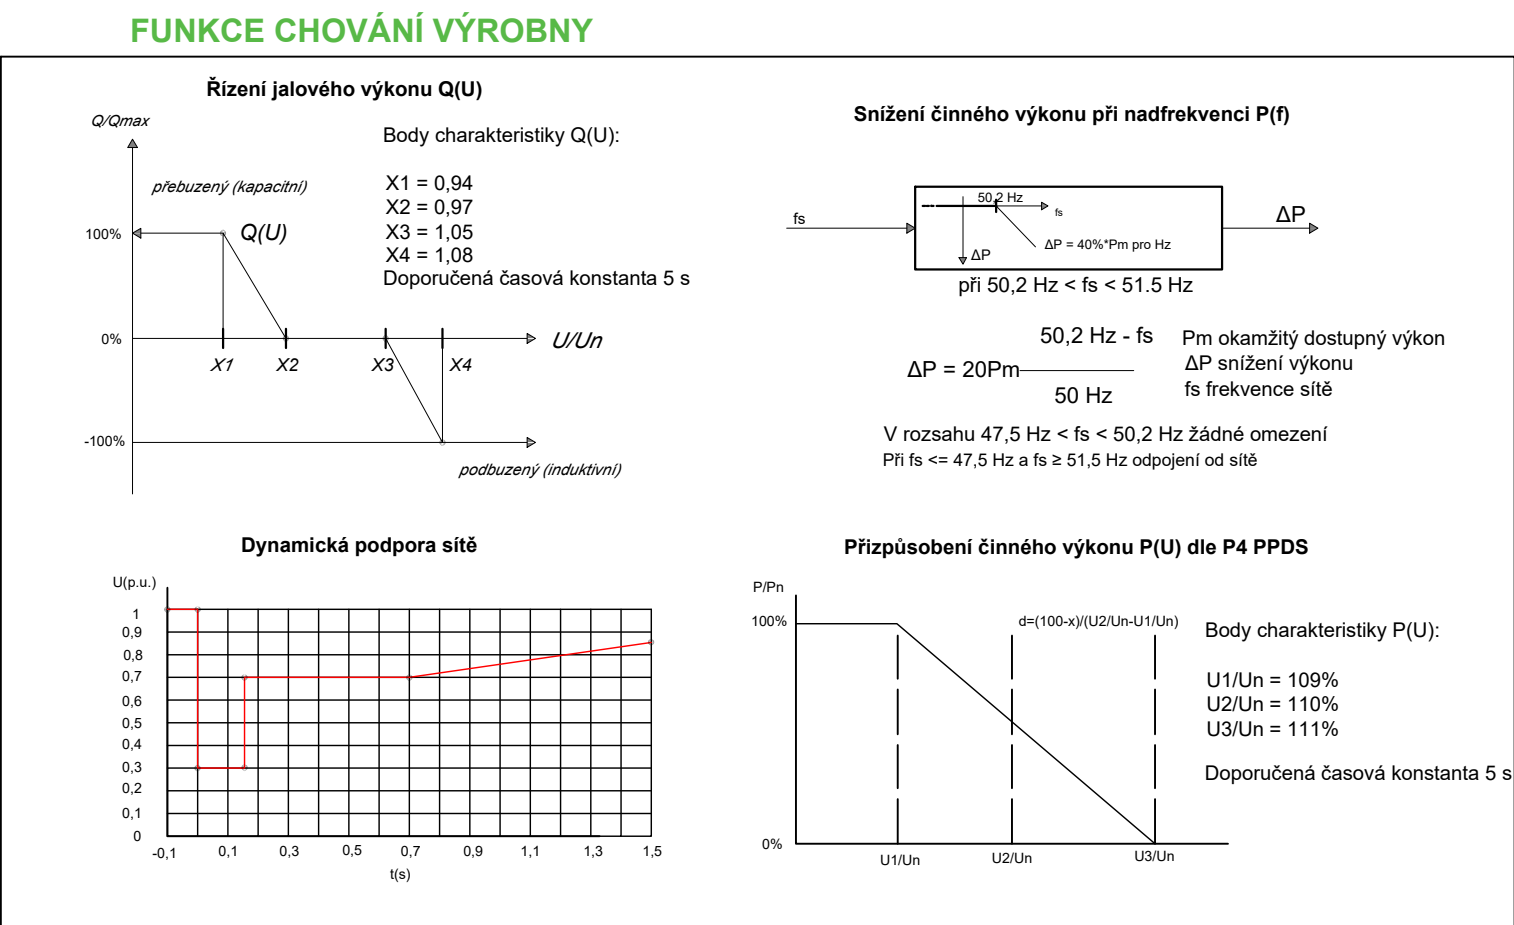 FUNKCE CHOVÁNÍ VÝROBNY
Řízení jalového výkonu Q(U)
Q/Qmax
přebuzený (kapacitní)
100%
Q(U)
0%
X1
X2
X3
X4
U/Un
-100%
podbuzený (induktivní)
Body charakteristiky Q(U):
X1 = 0,94
X2 = 0,97
X3 = 1,05
X4 = 1,08
Doporučená časová konstanta 5 s
Snížení činného výkonu při nadfrekvenci P(f)
fs
50,2 Hz
fs
ΔP
ΔP = 40%*Pm pro Hz
ΔP
při 50,2 Hz < fs < 51.5 Hz
50,2 Hz - fs
ΔP = 20Pm
50 Hz
Pm okamžitý dostupný výkon
ΔP snížení výkonu
fs frekvence sítě
V rozsahu 47,5 Hz < fs < 50,2 Hz žádné omezení
Při fs <= 47,5 Hz a fs ≥ 51,5 Hz odpojení od sítě
Dynamická podpora sítě
U(p.u.)
1
0,9
0,8
0,7
0,6
0,5
0,4
0,3
0,2
0,1
0
-0,1
0,1
0,3
0,5
0,7
0,9
1,1
1,3
1,5
t(s)
Přizpůsobení činného výkonu P(U) dle P4 PPDS
P/Pn
100%
d=(100-x)/(U2/Un-U1/Un)
0%
U1/Un
U2/Un
U3/Un
Body charakteristiky P(U):
U1/Un = 109%
U2/Un = 110%
U3/Un = 111%
Doporučená časová konstanta 5 s